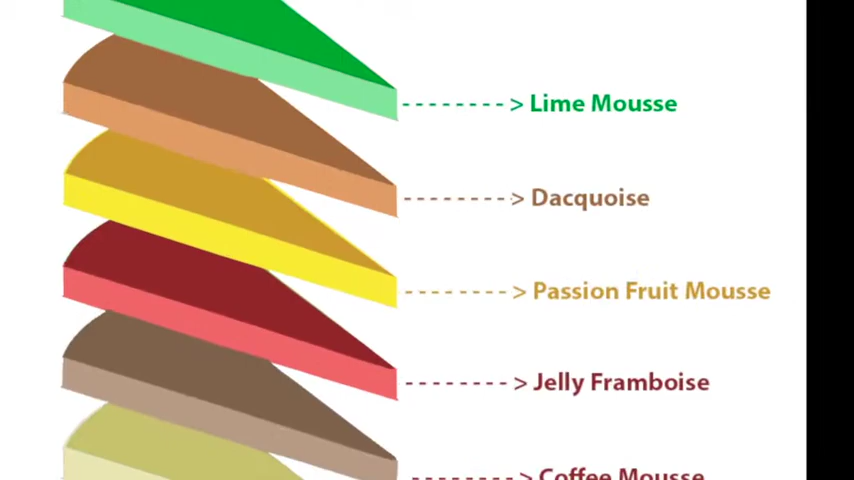 --------> Lime Mousse
--------> Dacquoise
--------> Passion Fruit Mousse
--------> Jelly Framboise
--------> Coffee Mousse